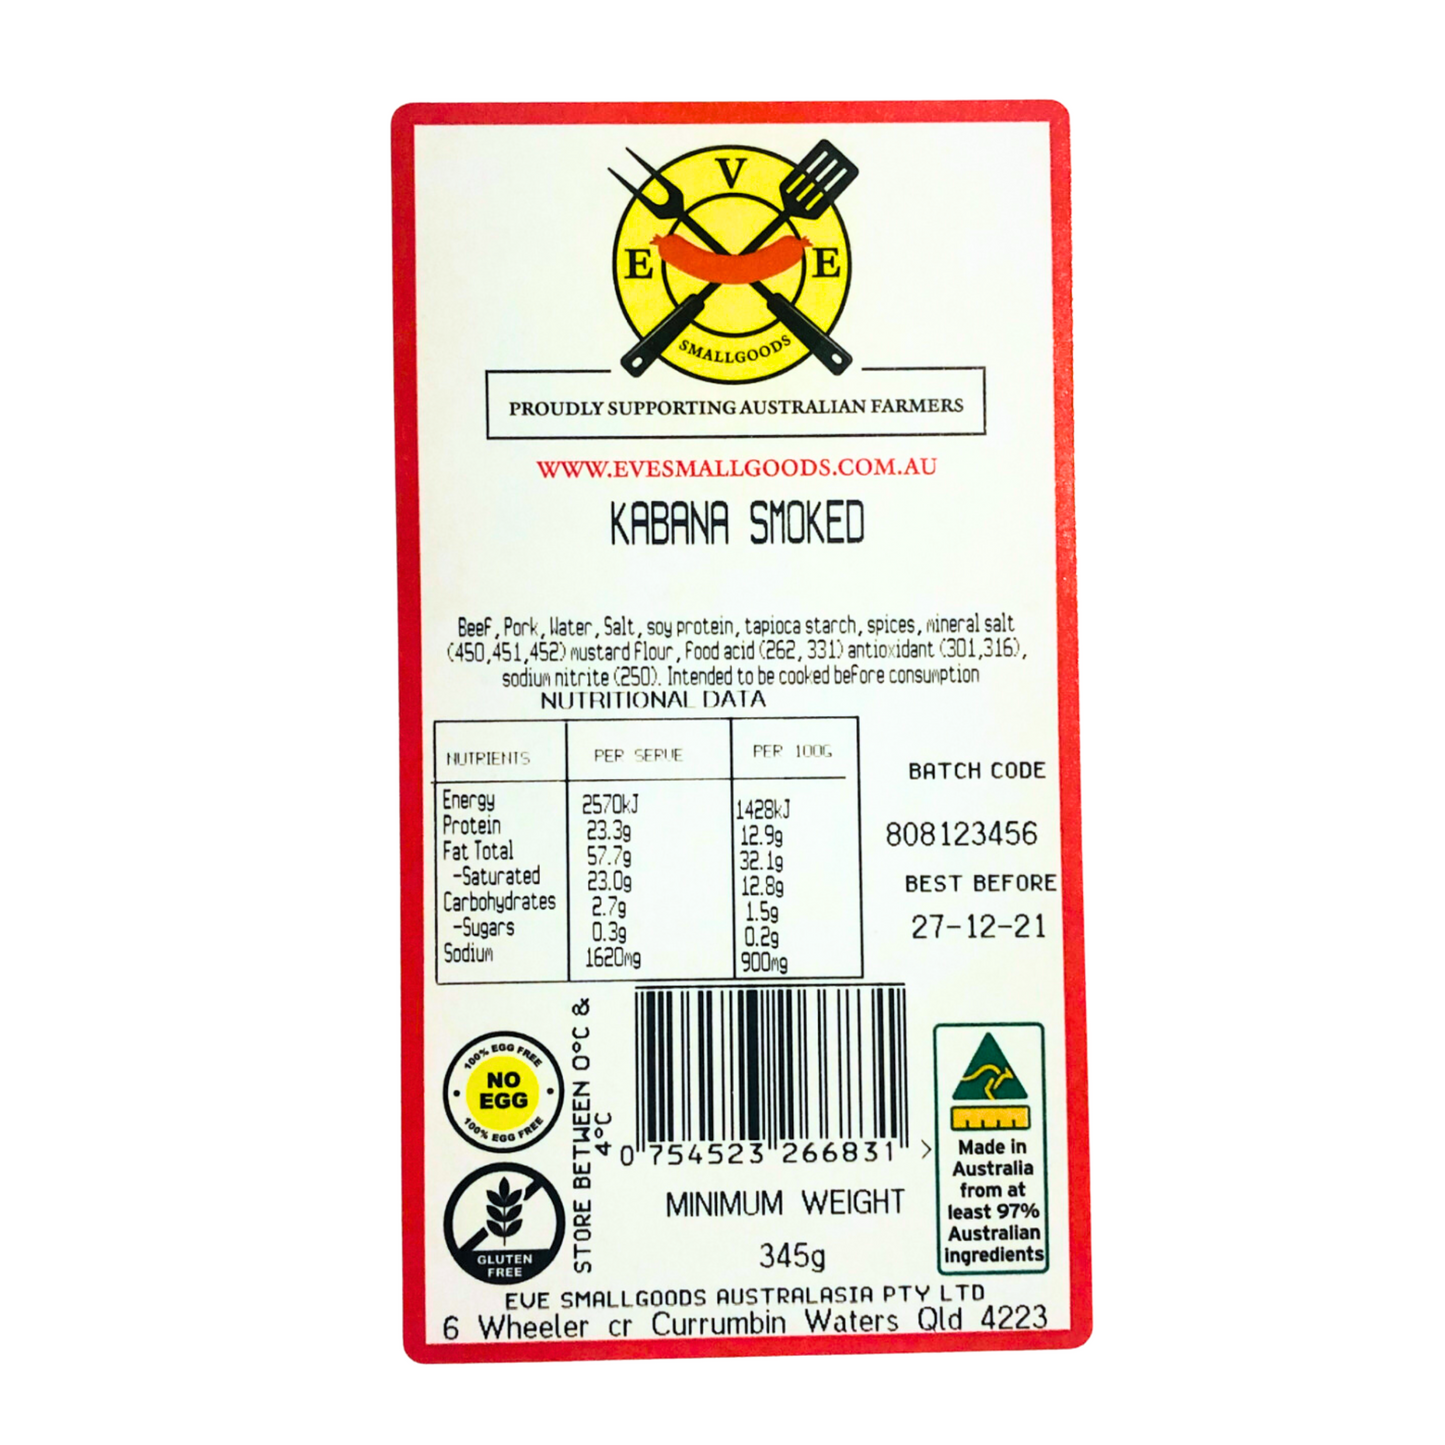 V
E E
SMALLGOODS
PROUDLY SUPPORTING AUSTRALIAN FARMERS
WWW.EVESMALLGOODS.COM.AU
KABANA SMOKED
Beef, Pork, Water, Salt, soy protein, tapioca starch, spices, mineral salt
(450,451,452) mustard flour, Food acid (262, 331) antioxidant (301,316),
sodium nitrite (250). Intended to be cooked before consumption
NUTRITIONAL DATA
NUTRIENTS PER SERVE PER 100G
Energy 2570kJ 1428kJ
Protein 23.3g 12.9g
Fat Total 57.7g 32.1g
-Saturated 23.0g 12.8g
Carbohydrates 2.7g 1.5g
-Sugars 0.3g 0.2g
Sodium 1620mg 900mg
BATCH CODE
808123456
BEST BEFORE
27-12-21
100% EGG FREE
NO
EGG
100% EGG FREE
GLUTEN
FREE
STORE BETWEEN 0°C &
4°C
0 754523 266831 >
MINIMUM WEIGHT
345g
Made in
Australia
from at
least 97%
Australian
ingredients
EVE SMALLGOODS AUSTRALASIA PTY LTD
6 Wheeler cr Currumbin Waters Qld 4223